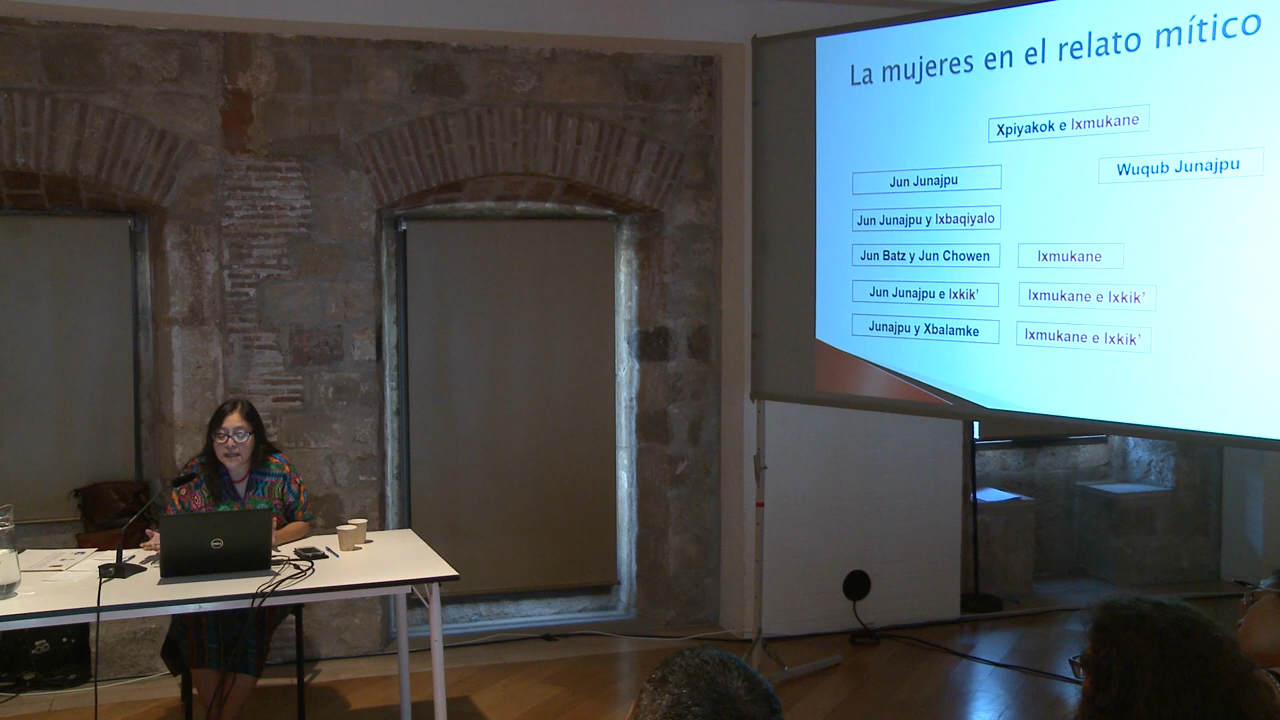 La mujeres en el relato mítico
Xpiyakok e Ixmukane
Wuqub Junajpu
Jun Junajpu
Jun Junajpu y Ixbaqiyalo
Jun Batz y Jun Chowen
Ixmukane
Jun Junajpu e Ixkik’
Ixmukane e Ixkik’
Junajpu y Xbalamke
Ixmukane e Ixkik’
DELL